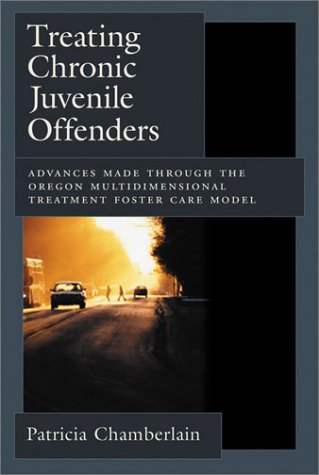 Treating
Chronic
Juvenile
Offenders
ADVANCES MADE THROUGH THE
OREGON MULTIDIMENSIONAL
TREATMENT FOSTER CARE MODEL
Patricia Chamberlain